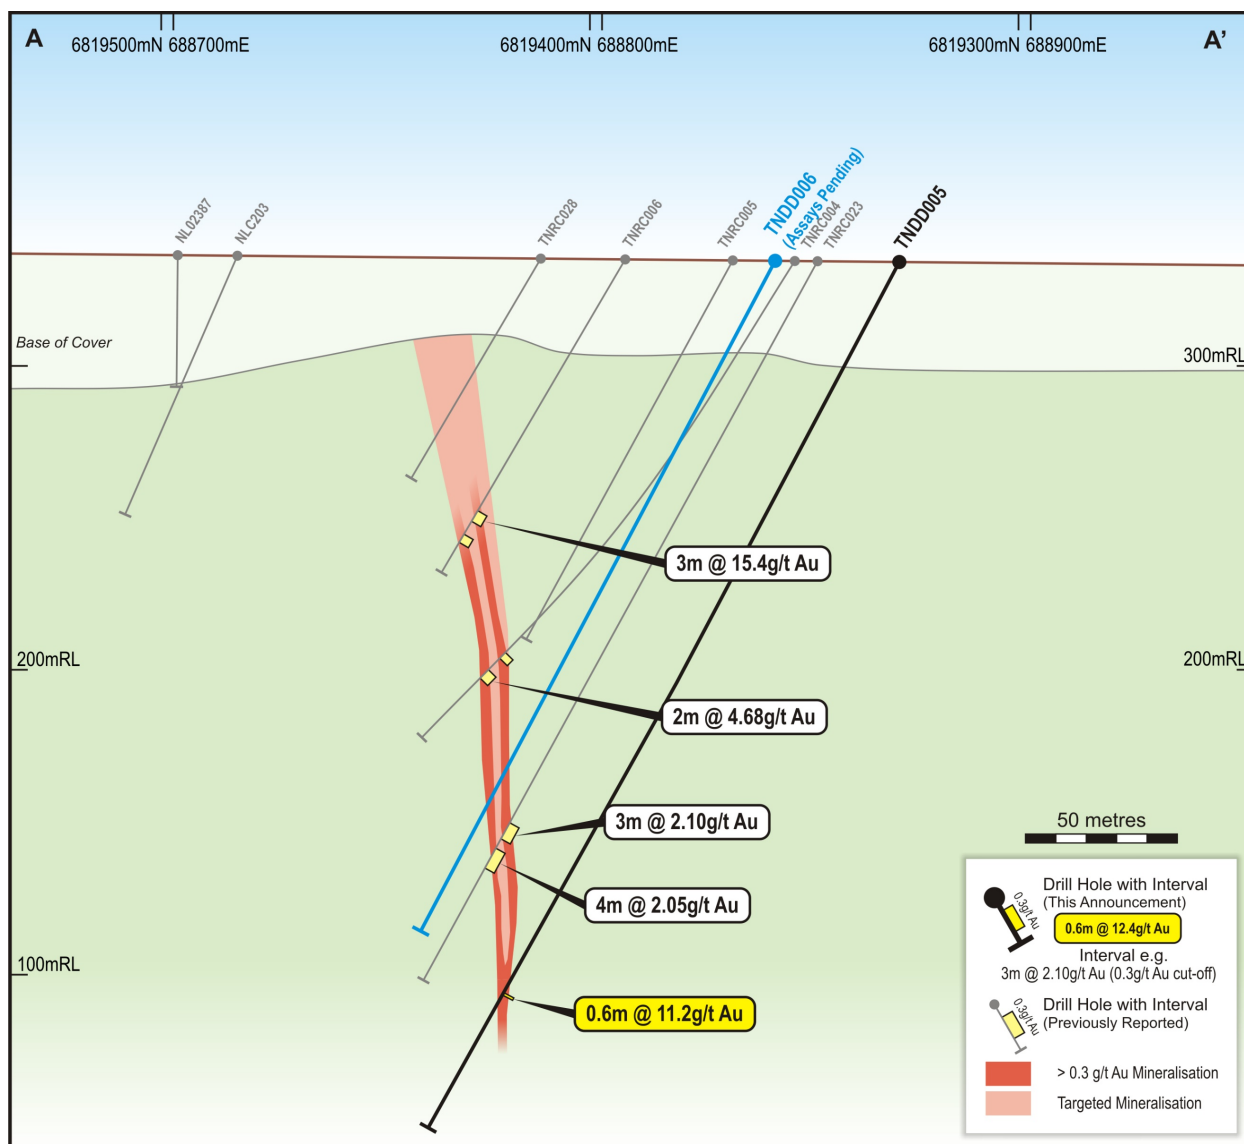 A
6819500mN 688700mE
6819400mN 688800mE
6819300mN 688900mE
A'
NL02387
NLC203
TNRC028
TNRC006
TNRC005
TNDD006
(Assays Pending)
TNRC004
TNRC023
TNDD005
Base of Cover
300mRL
3m @ 15.4g/t Au
200mRL
200mRL
2m @ 4.68g/t Au
3m @ 2.10g/t Au
4m @ 2.05g/t Au
100mRL
0.6m @ 11.2g/t Au
50 metres
0.3g/t Au
Drill Hole with Interval
(This Announcement)
0.6m @ 12.4g/t Au
Interval e.g.
3m @ 2.10g/t Au (0.3g/t Au cut-off)
0.3g/t Au
Drill Hole with Interval
(Previously Reported)
> 0.3 g/t Au Mineralisation
Targeted Mineralisation